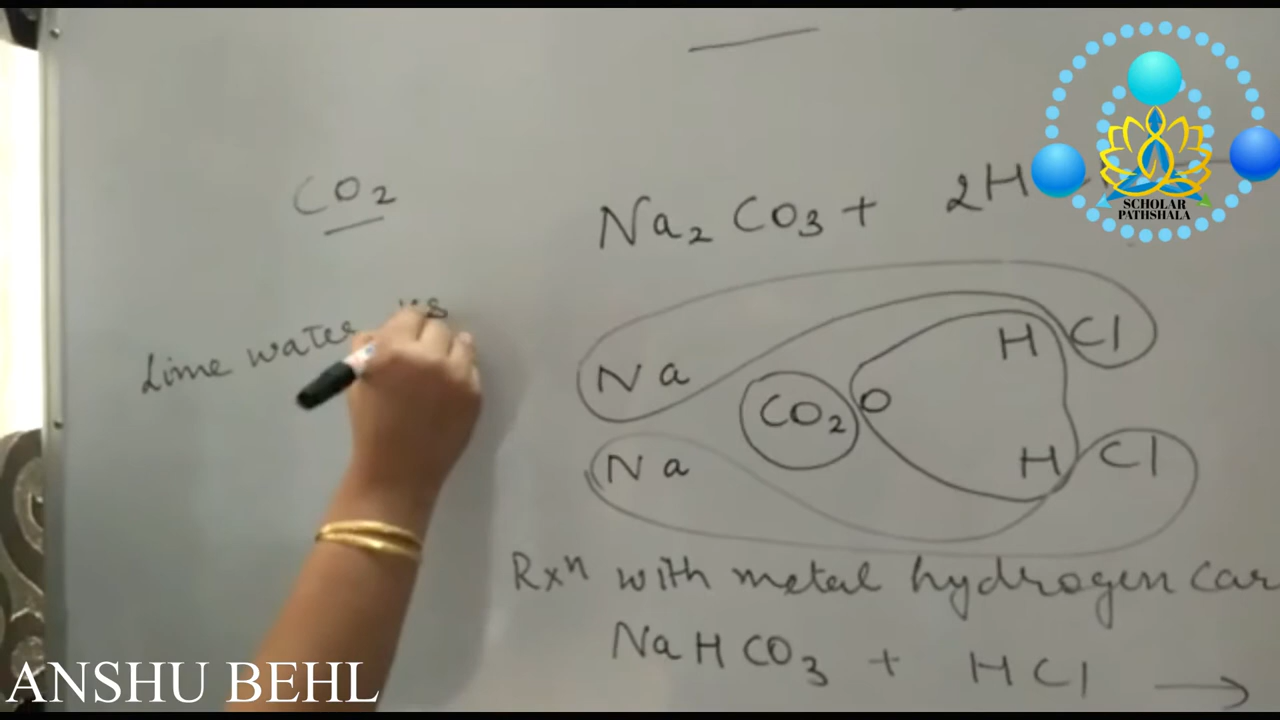 CO₂
Lime water
Na₂CO₃ + 2H
Na CO₂ O H Cl
Na H Cl
Rxⁿ with metal hydrogen car
NaHCO₃ + HCl →
SCHOLAR
PATHSHALA
ANSHU BEHL